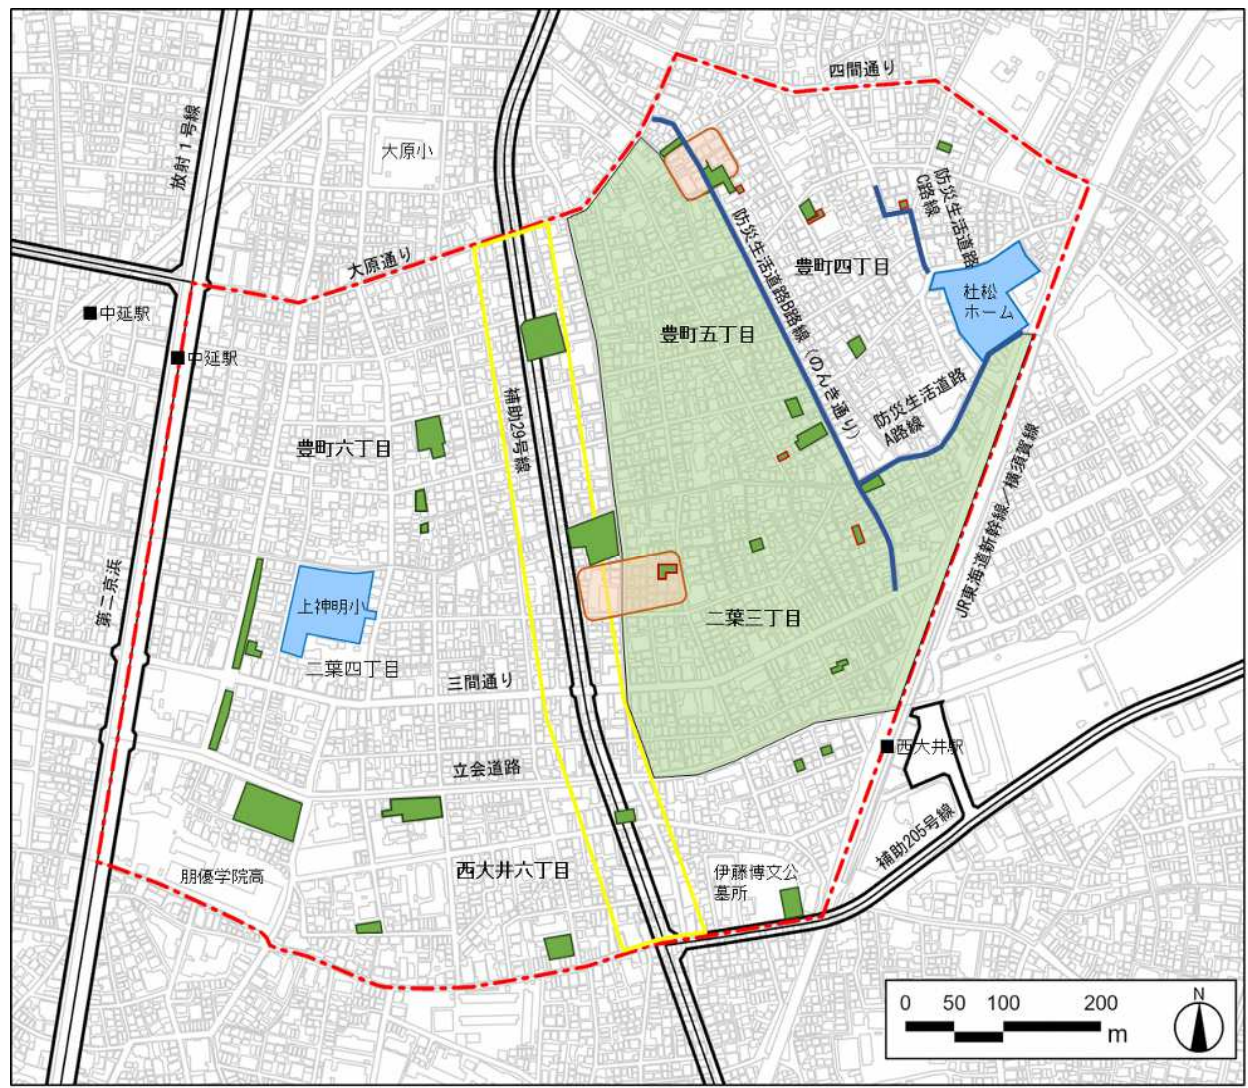 四間通り
放射1号線
大原小
防災生活道路
C路線
防災生活道路B路線(のんき通り)
豊町四丁目
大原通り
杜松
ホーム
中延駅
中延駅
豊町五丁目
補助29号線
防災生活道路
A路線
豊町六丁目
JR東海道新幹線/横須賀線
第二京浜
上神明小
二葉三丁目
二葉四丁目
三間通り
西大井駅
立会道路
補助205号線
西大井六丁目
伊藤博文公
墓所
朋優学院高
0 50 100 200
m
N